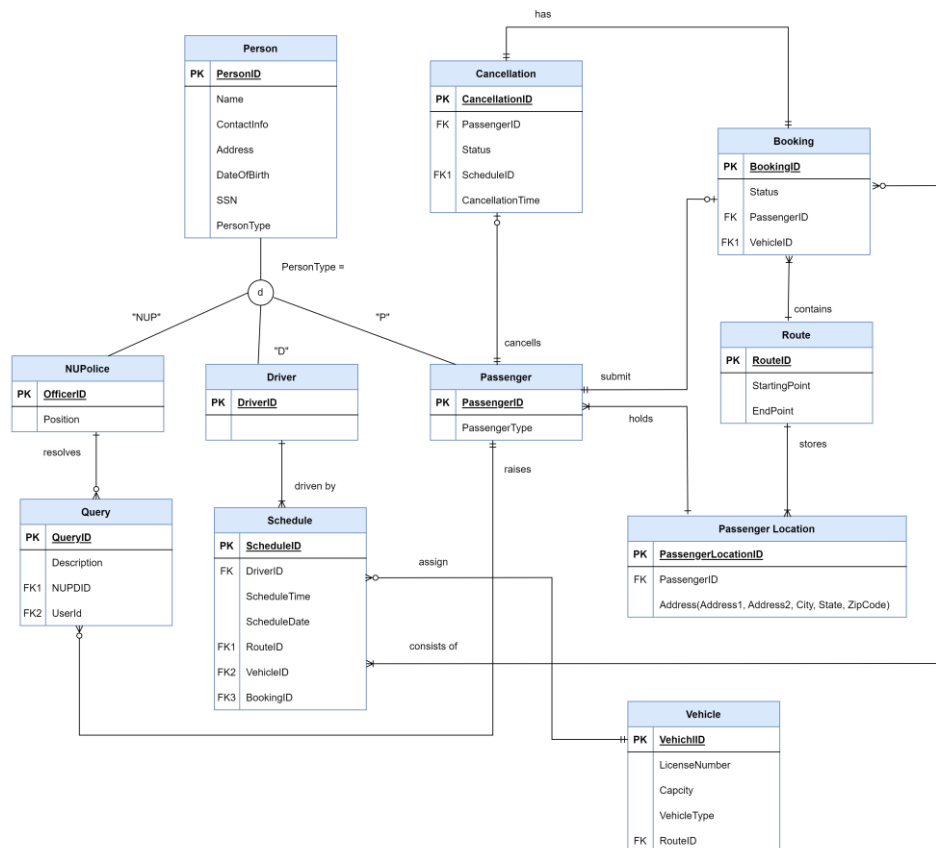 has
Person
PK PersonID
Name
ContactInfo
Address
DateOfBirth
SSN
PersonType
Cancellation
PK CancellationID
FK PassengerID
Status
FK1 ScheduleID
CancellationTime
Booking
PK BookingID
Status
FK PassengerID
FK1 VehicleID
PersonType =
d
"NUP"
"D"
"P"
cancells
contains
submit
holds
stores
NUPolice
PK OfficerID
Position
Driver
PK DriverID
Passenger
PK PassengerID
PassengerType
Route
PK RouteID
StartingPoint
EndPoint
resolves
driven by
raises
Query
PK QueryID
Description
FK1 NUPDID
FK2 UserId
Schedule
PK ScheduleID
FK DriverID
ScheduleTime
ScheduleDate
FK1 RouteID
FK2 VehicleID
FK3 BookingID
assign
consists of
Passenger Location
PK PassengerLocationID
FK PassengerID
Address(Address1, Address2, City, State, ZipCode)
Vehicle
PK VehichlID
LicenseNumber
Capcity
VehicleType
FK RouteID